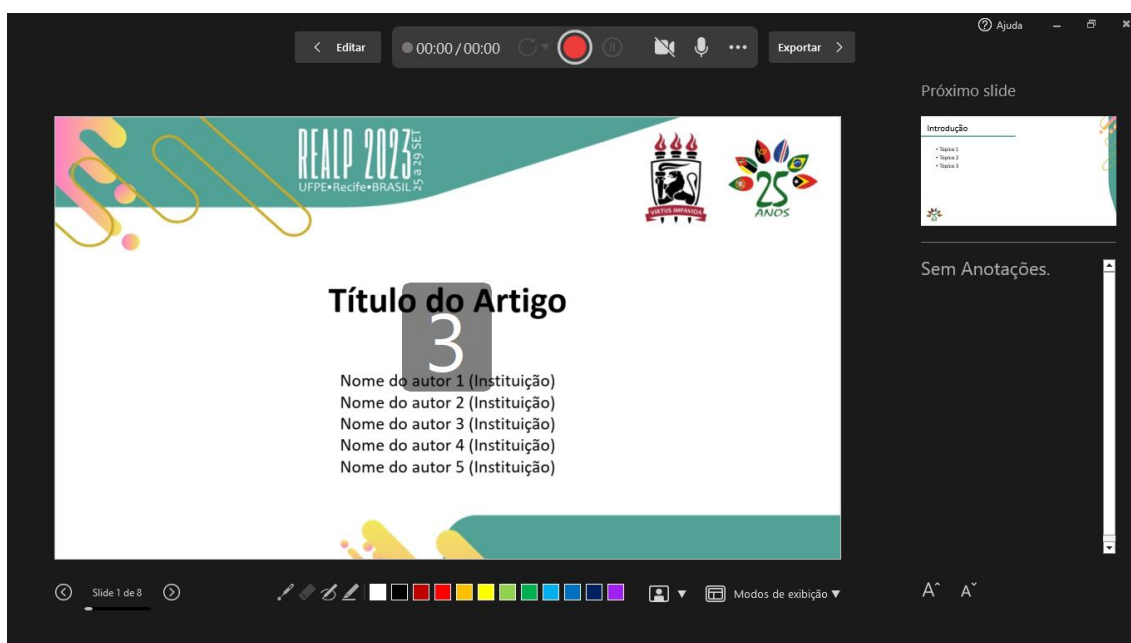 Ajuda
Editar
00:00/00:00
Exportar
Próximo slide
REALP 2023
25 a 29 SET
UFPE•Recife•BRASIL
VIRTUS IMPAVIDA
25
ANOS
Introdução
• Tópico 1
• Tópico 2
• Tópico 3
Sem Anotações.
Título do Artigo
3
Nome do autor 1 (Instituição)
Nome do autor 2 (Instituição)
Nome do autor 3 (Instituição)
Nome do autor 4 (Instituição)
Nome do autor 5 (Instituição)
Slide 1 de 8
Modos de exibição
A A